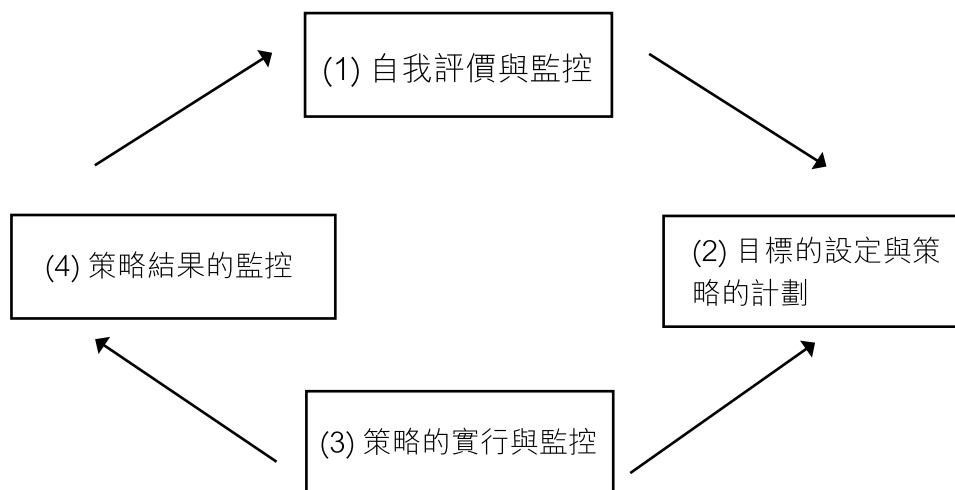 (1) 自我評價與監控
(4) 策略結果的監控
(2) 目標的設定與策
略的計劃
(3) 策略的實行與監控